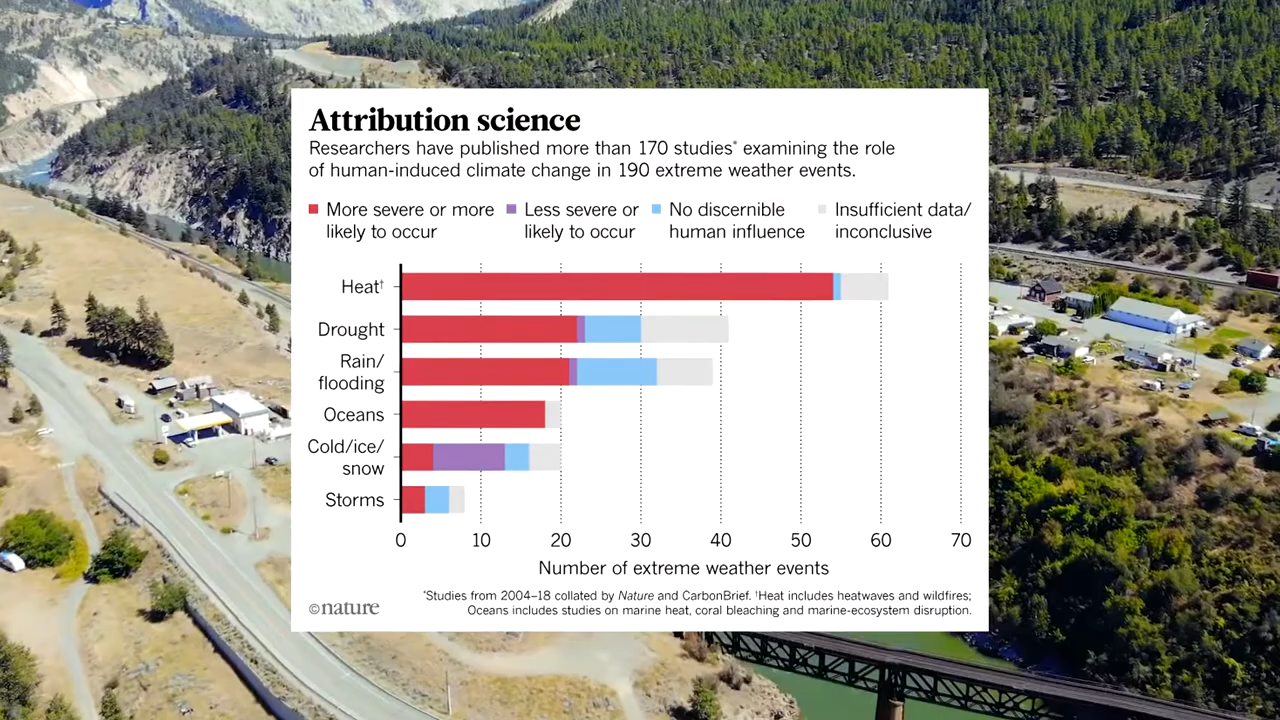 Attribution science
Researchers have published more than 170 studies* examining the role
of human-induced climate change in 190 extreme weather events.
More severe or more
likely to occur
Less severe or
likely to occur
No discernible
human influence
Insufficient data/
inconclusive
Heat†
Drought
Rain/
flooding
Oceans
Cold/ice/
snow
Storms
0 10 20 30 40 50 60 70
Number of extreme weather events
*Studies from 2004–18 collated by Nature and CarbonBrief. †Heat includes heatwaves and wildfires;
Oceans includes studies on marine heat, coral bleaching and marine-ecosystem disruption.
©nature